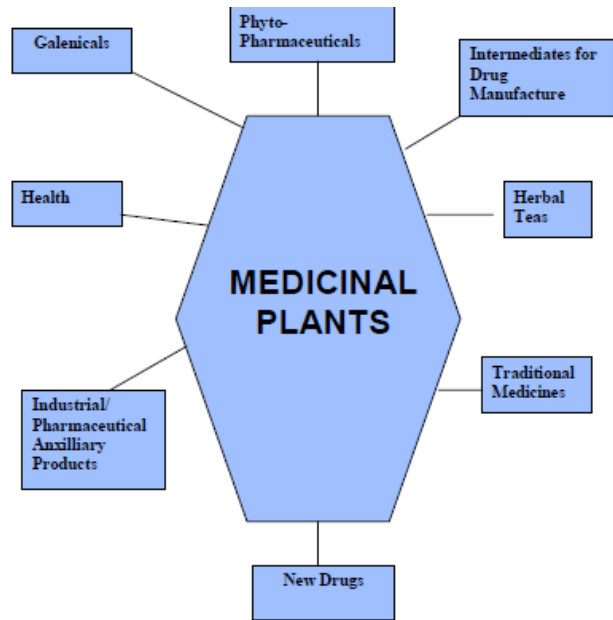 Phyto-
Pharmaceuticals
Galenicals
Intermediates for
Drug
Manufacture
Health
Herbal
Teas
MEDICINAL
PLANTS
Traditional
Medicines
Industrial/
Pharmaceutical
Anxilliary
Products
New Drugs